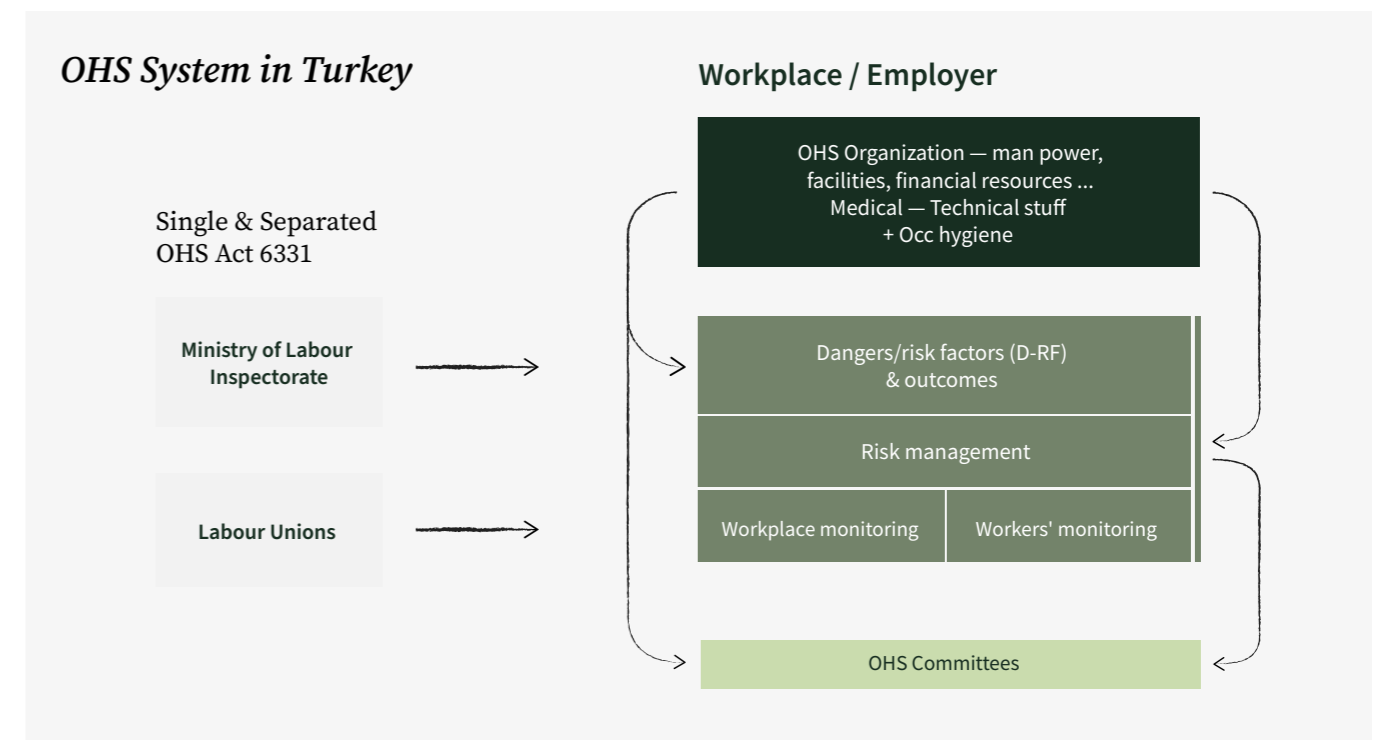 OHS System in Turkey
Single & Separated
OHS Act 6331
Ministry of Labour
Inspectorate
Labour Unions
Workplace / Employer
OHS Organization — man power,
facilities, financial resources ...
Medical — Technical stuff
+ Occ hygiene
Dangers/risk factors (D-RF)
& outcomes
Risk management
Workplace monitoring
Workers' monitoring
OHS Committees